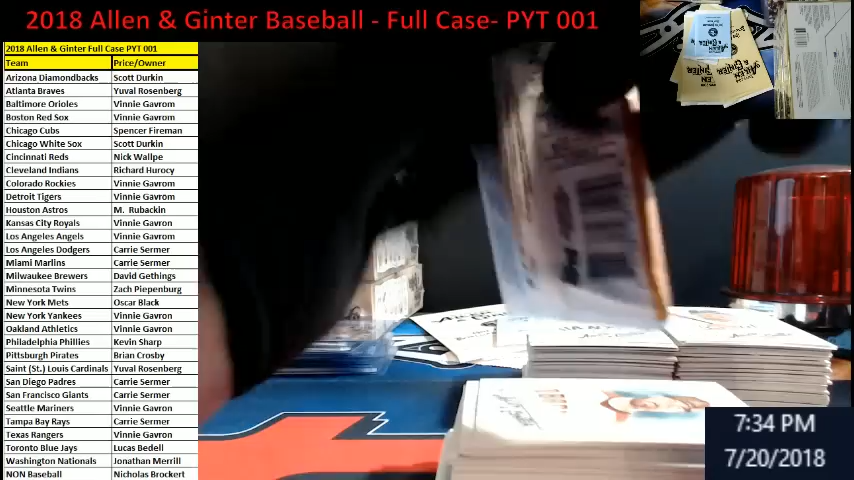 2018 Allen & Ginter Baseball - Full Case- PYT 001
2018 Allen & Ginter Full Case PYT 001
Team Price/Owner
Arizona Diamondbacks Scott Durkin
Atlanta Braves Yuval Rosenberg
Baltimore Orioles Vinnie Gavrom
Boston Red Sox Vinnie Gavrom
Chicago Cubs Spencer Fireman
Chicago White Sox Scott Durkin
Cincinnati Reds Nick Wallpe
Cleveland Indians Richard Hurocy
Colorado Rockies Vinnie Gavrom
Detroit Tigers Vinnie Gavrom
Houston Astros M. Rubackin
Kansas City Royals Vinnie Gavron
Los Angeles Angels Vinnie Gavrom
Los Angeles Dodgers Carrie Sermer
Miami Marlins Carrie Sermer
Milwaukee Brewers David Gethings
Minnesota Twins Zach Piepenburg
New York Mets Oscar Black
New York Yankees Vinnie Gavron
Oakland Athletics Vinnie Gavron
Philadelphia Phillies Kevin Sharp
Pittsburgh Pirates Brian Crosby
Saint (St.) Louis Cardinals Yuval Rosenberg
San Diego Padres Carrie Sermer
San Francisco Giants Carrie Sermer
Seattle Mariners Vinnie Gavron
Tampa Bay Rays Carrie Sermer
Texas Rangers Vinnie Gavron
Toronto Blue Jays Lucas Bedell
Washington Nationals Jonathan Merrill
NON Baseball Nicholas Brockert
7:34 PM
7/20/2018